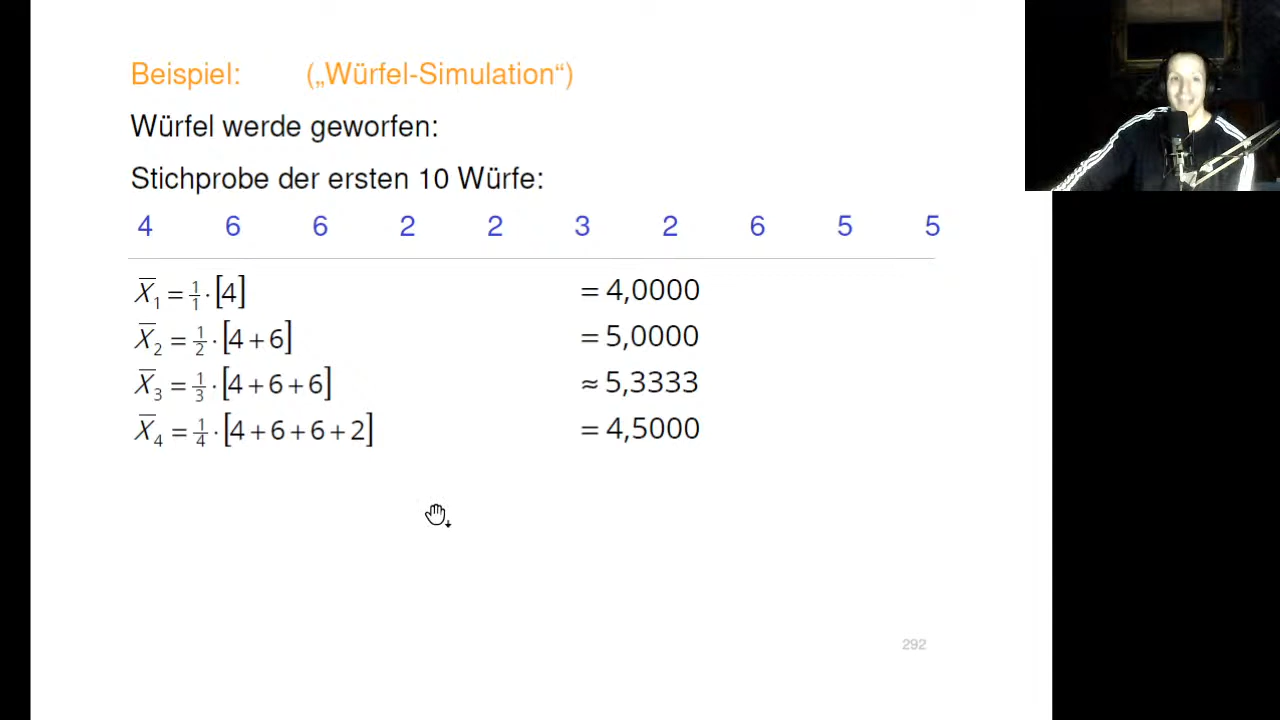 Beispiel: („Würfel-Simulation“)
Würfel werde geworfen:
Stichprobe der ersten 10 Würfe:
4 6 6 2 2 3 2 6 5 5
X̅₁ = 1/1 · [4] = 4,0000
X̅₂ = 1/2 · [4 + 6] = 5,0000
X̅₃ = 1/3 · [4 + 6 + 6] ≈ 5,3333
X̅₄ = 1/4 · [4 + 6 + 6 + 2] = 4,5000
292